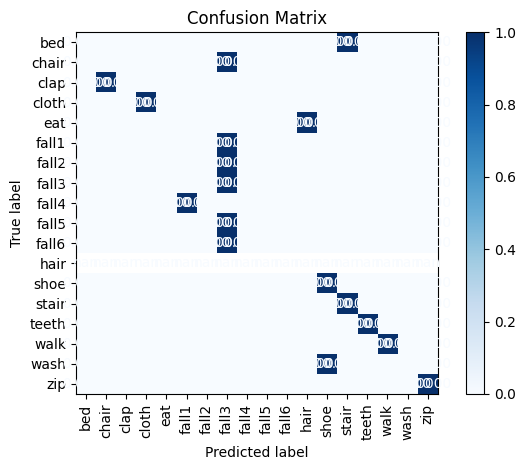 Confusion Matrix
True label
bed
chair
clap
cloth
eat
fall1
fall2
fall3
fall4
fall5
fall6
hair
shoe
stair
teeth
walk
wash
zip
bed chair clap cloth eat fall1 fall2 fall3 fall4 fall5 fall6 hair shoe stair teeth walk wash zip
Predicted label
1.0
0.8
0.6
0.4
0.2
0.0